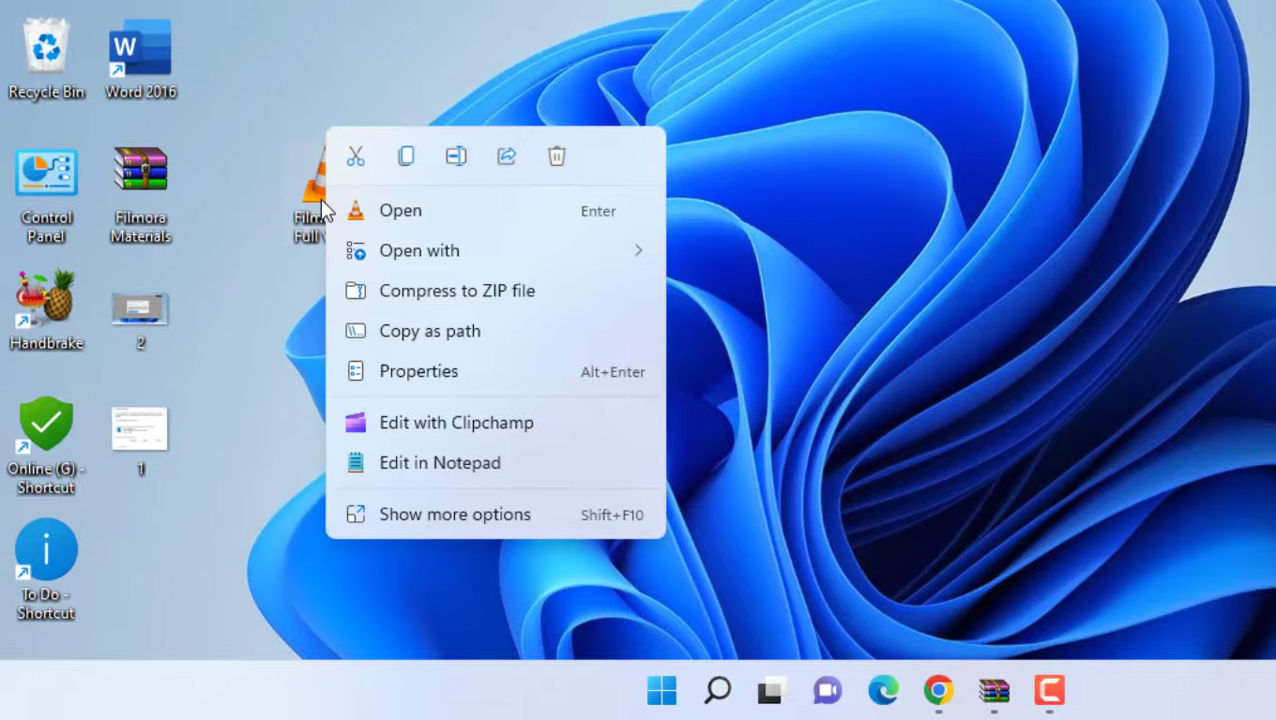 Recycle Bin
Word 2016
Control
Panel
Filmora
Materials
Full
Handbrake
2
Online (G) -
Shortcut
1
To Do -
Shortcut
Open Enter
Open with
Compress to ZIP file
Copy as path
Properties Alt+Enter
Edit with Clipchamp
Edit in Notepad
Show more options Shift+F10